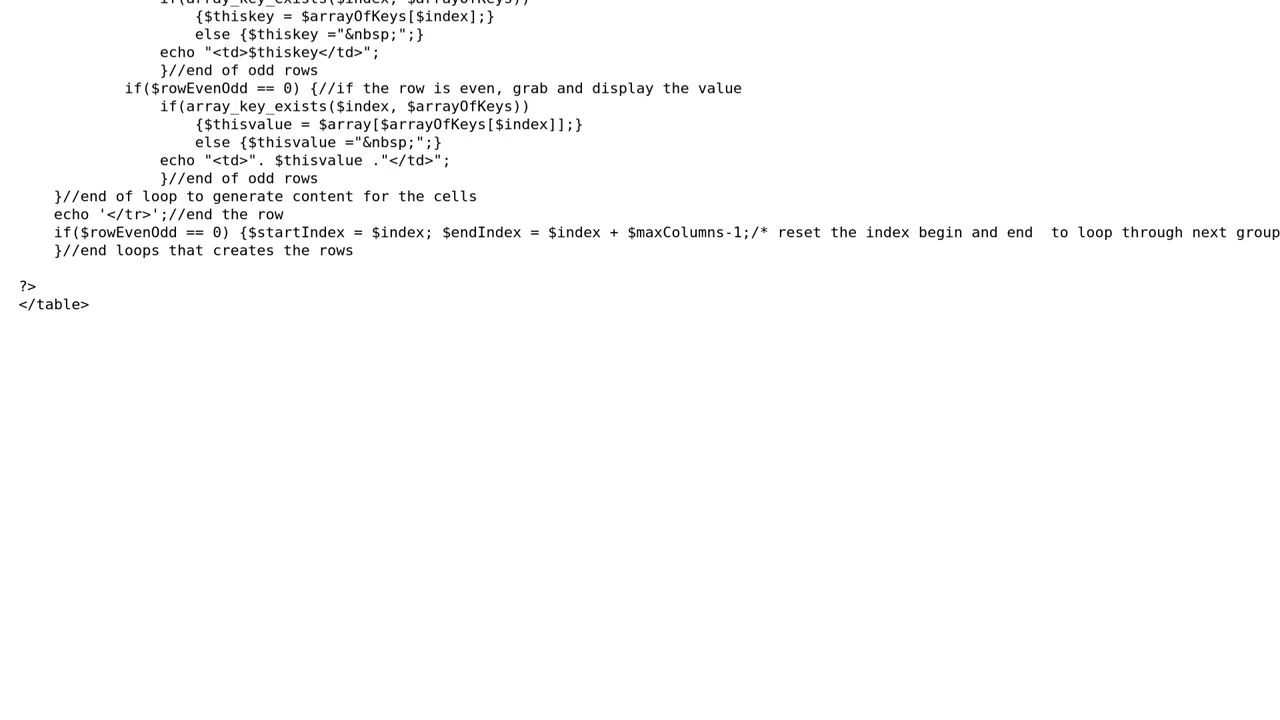 if(array_key_exists($index, $arrayOfKeys))
{$thiskey = $arrayOfKeys[$index];}
else {$thiskey ="&nbsp;";}
echo "<td>$thiskey</td>";
}//end of odd rows
if($rowEvenOdd == 0) {//if the row is even, grab and display the value
if(array_key_exists($index, $arrayOfKeys))
{$thisvalue = $array[$arrayOfKeys[$index]];}
else {$thisvalue ="&nbsp;";}
echo "<td>". $thisvalue ."</td>";
}//end of odd rows
}//end of loop to generate content for the cells
echo '</tr>';//end the row
if($rowEvenOdd == 0) {$startIndex = $index; $endIndex = $index + $maxColumns-1;/* reset the index begin and end  to loop through next group
}//end loops that creates the rows
?>
</table>